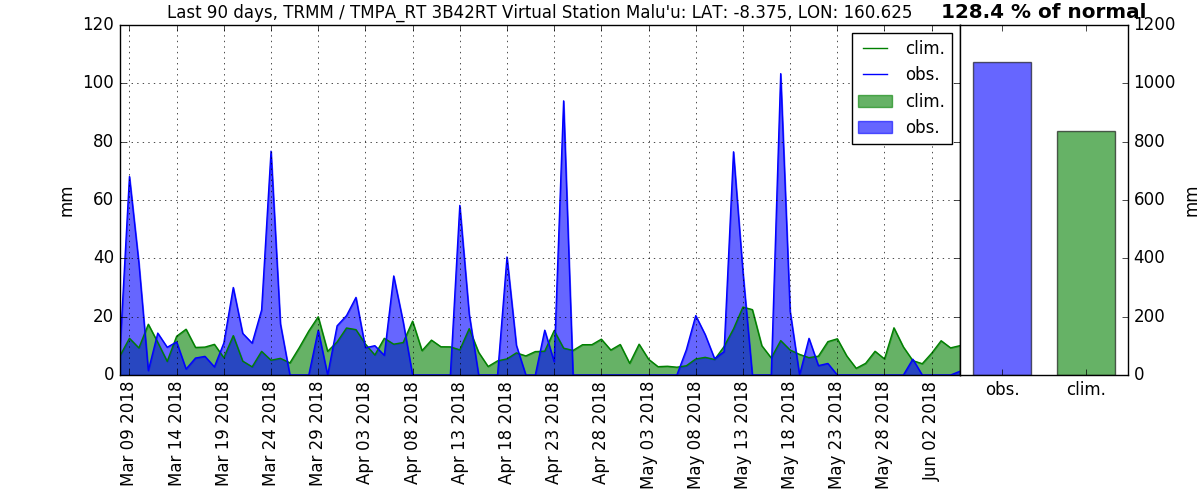 Last 90 days, TRMM / TMPA_RT 3B42RT Virtual Station Malu'u: LAT: -8.375, LON: 160.625
128.4 % of normal
clim.
obs.
clim.
obs.
mm
120
100
80
60
40
20
0
Mar 09 2018
Mar 14 2018
Mar 19 2018
Mar 24 2018
Mar 29 2018
Apr 03 2018
Apr 08 2018
Apr 13 2018
Apr 18 2018
Apr 23 2018
Apr 28 2018
May 03 2018
May 08 2018
May 13 2018
May 18 2018
May 23 2018
May 28 2018
Jun 02 2018
obs.
clim.
1200
1000
800
600
400
200
0
mm